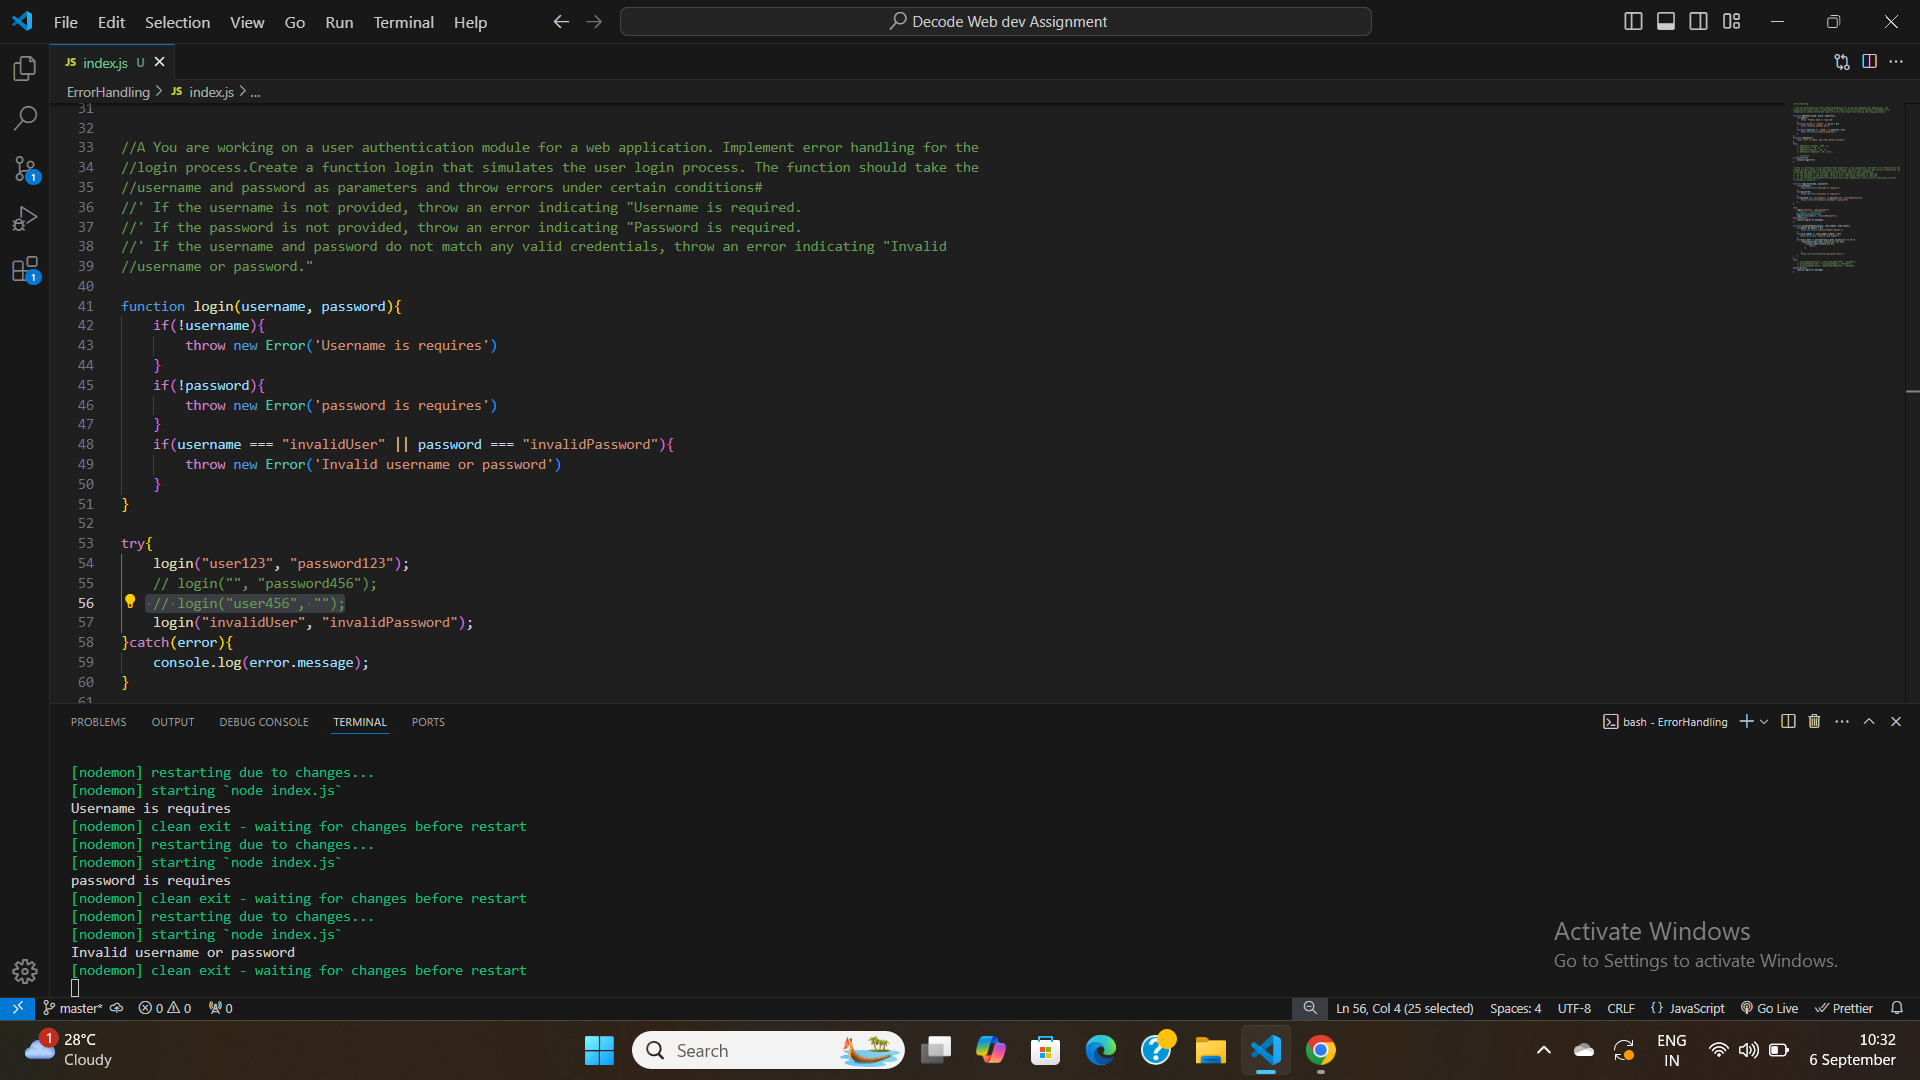 File Edit Selection View Go Run Terminal Help
Decode Web dev Assignment
JS index.js U
ErrorHandling > JS index.js > ...
31
32
33 //A You are working on a user authentication module for a web application. Implement error handling for the
34 //login process.Create a function login that simulates the user login process. The function should take the
35 //username and password as parameters and throw errors under certain conditions#
36 //' If the username is not provided, throw an error indicating "Username is required.
37 //' If the password is not provided, throw an error indicating "Password is required.
38 //' If the username and password do not match any valid credentials, throw an error indicating "Invalid
39 //username or password."
40
41 function login(username, password){
42 if(!username){
43 throw new Error('Username is requires')
44 }
45 if(!password){
46 throw new Error('password is requires')
47 }
48 if(username === "invalidUser" || password === "invalidPassword"){
49 throw new Error('Invalid username or password')
50 }
51 }
52
53 try{
54 login("user123", "password123");
55 // login("", "password456");
56 // login("user456", "");
57 login("invalidUser", "invalidPassword");
58 }catch(error){
59 console.log(error.message);
60 }
61
PROBLEMS OUTPUT DEBUG CONSOLE TERMINAL PORTS
bash - ErrorHandling
[nodemon] restarting due to changes...
[nodemon] starting `node index.js`
Username is requires
[nodemon] clean exit - waiting for changes before restart
[nodemon] restarting due to changes...
[nodemon] starting `node index.js`
password is requires
[nodemon] clean exit - waiting for changes before restart
[nodemon] restarting due to changes...
[nodemon] starting `node index.js`
Invalid username or password
[nodemon] clean exit - waiting for changes before restart
Activate Windows
Go to Settings to activate Windows.
master* 0 0 0
Ln 56, Col 4 (25 selected) Spaces: 4 UTF-8 CRLF {} JavaScript Go Live Prettier
1
1
1
28°C
Cloudy
Search
ENG
IN
10:32
6 September